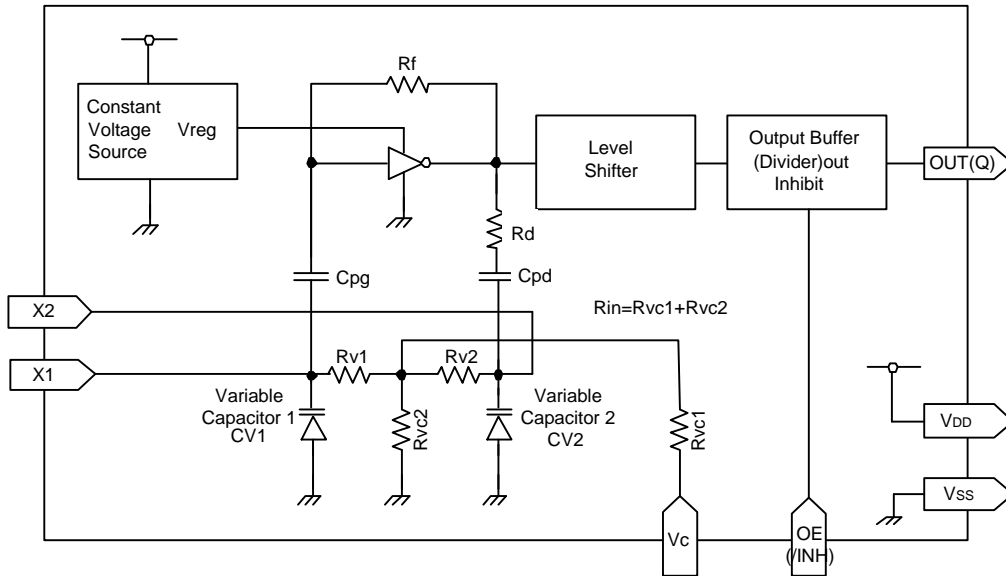 Rf
Constant
Voltage Vreg
Source
Level
Shifter
Output Buffer
(Divider)out
Inhibit
OUT(Q)
Rd
Cpg
Cpd
X2
Rin=Rvc1+Rvc2
X1
Rv1
Rv2
Variable
Capacitor 1
CV1
Rvc2
Variable
Capacitor 2
CV2
Rvc1
VDD
VSS
Vc
OE
(/INH)